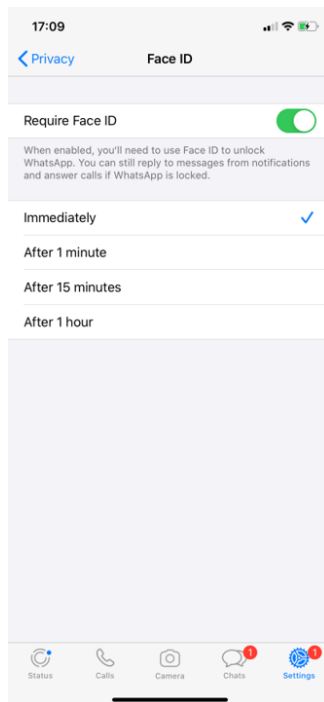 17:09
Privacy
Face ID
Require Face ID
When enabled, you'll need to use Face ID to unlock
WhatsApp. You can still reply to messages from notifications
and answer calls if WhatsApp is locked.
Immediately
After 1 minute
After 15 minutes
After 1 hour
1
1
Status
Calls
Camera
Chats
Settings